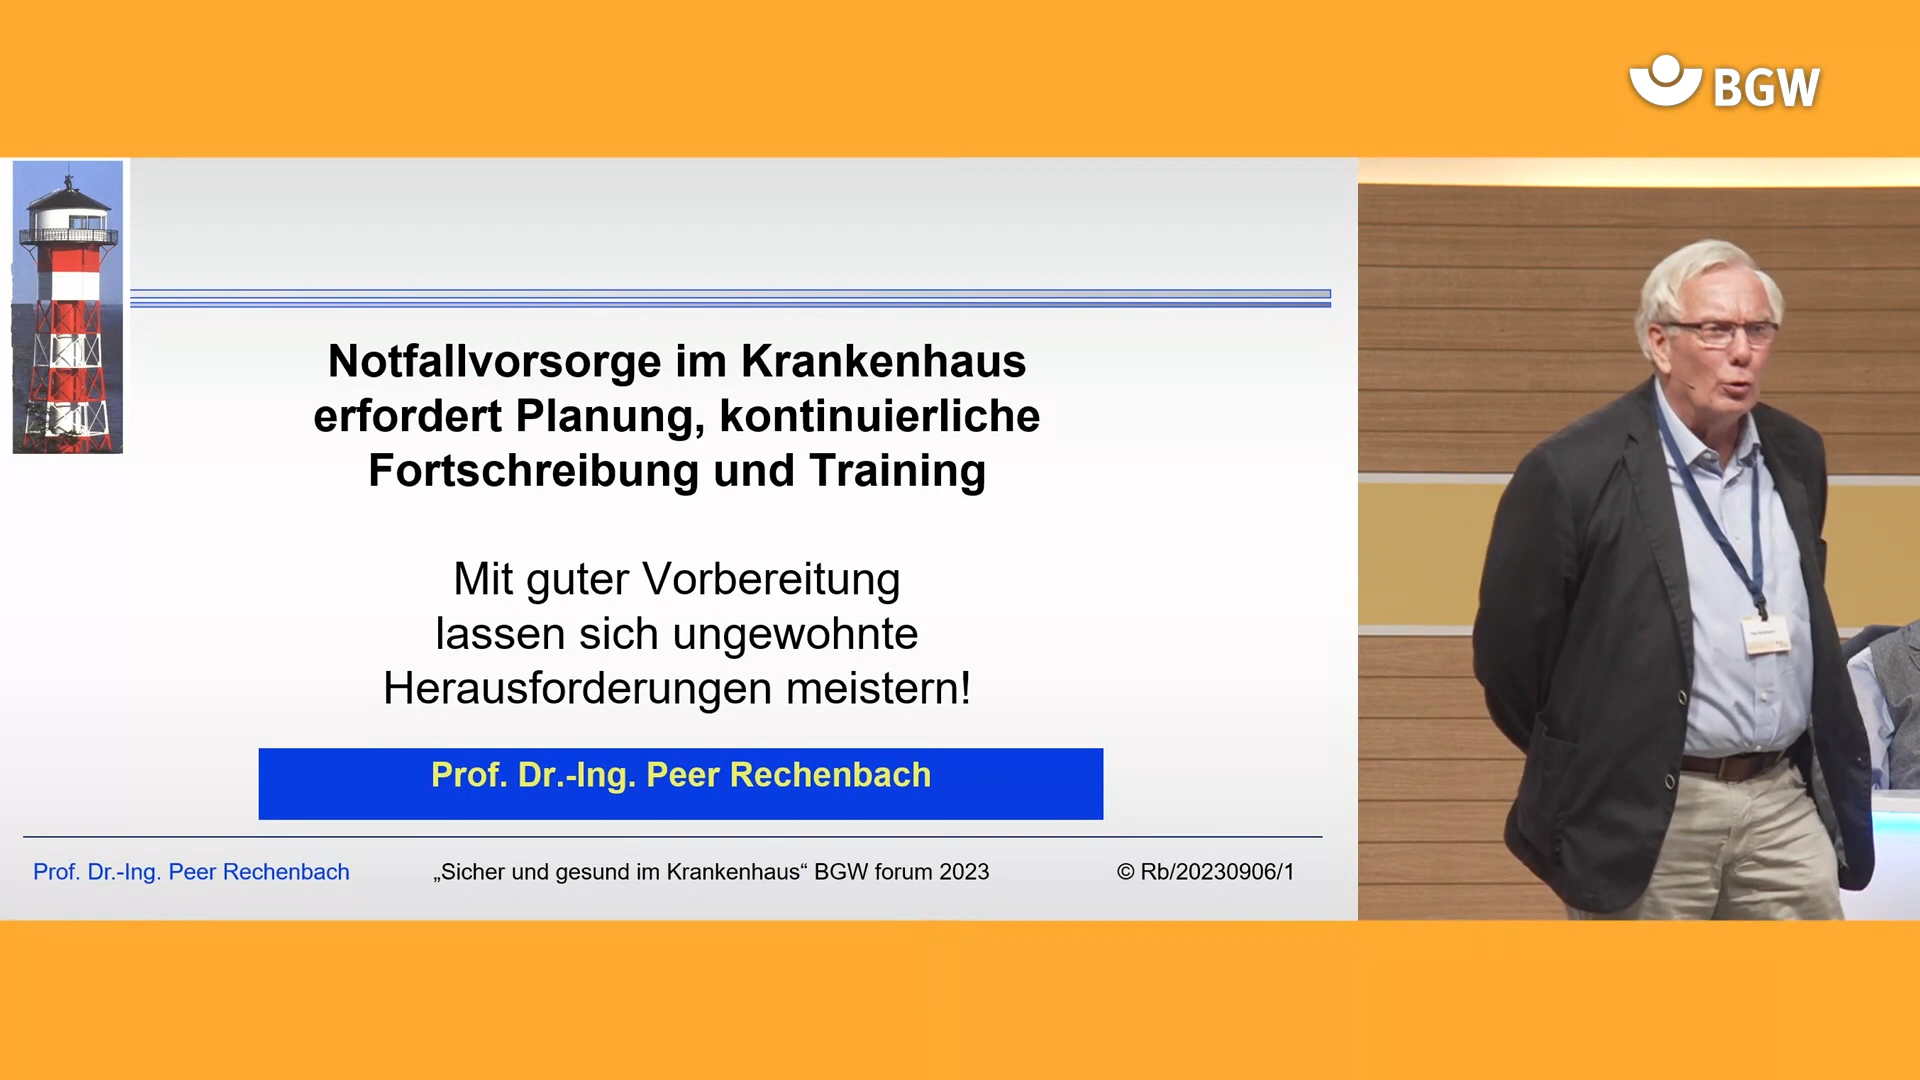 BGW
Notfallvorsorge im Krankenhaus
erfordert Planung, kontinuierliche
Fortschreibung und Training
Mit guter Vorbereitung
lassen sich ungewohnte
Herausforderungen meistern!
Prof. Dr.-Ing. Peer Rechenbach
Prof. Dr.-Ing. Peer Rechenbach
„Sicher und gesund im Krankenhaus“ BGW forum 2023
© Rb/20230906/1